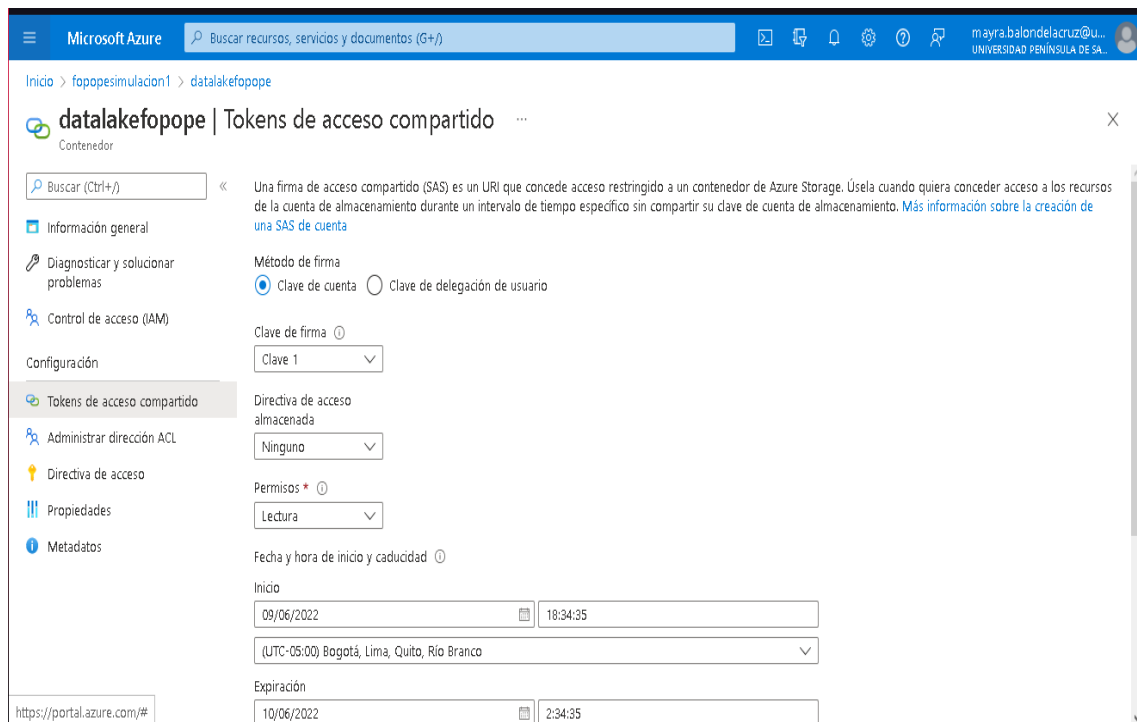 Microsoft Azure
Buscar recursos, servicios y documentos (G+/)
mayra.balondelacruz@u...
UNIVERSIDAD PENÍNSULA DE SA...
Inicio > fopopesimulacion1 > datalakefopope
datalakefopope | Tokens de acceso compartido ...
Contenedor
Buscar (Ctrl+/)
Información general
Diagnosticar y solucionar
problemas
Control de acceso (IAM)
Configuración
Tokens de acceso compartido
Administrar dirección ACL
Directiva de acceso
Propiedades
Metadatos
Una firma de acceso compartido (SAS) es un URI que concede acceso restringido a un contenedor de Azure Storage. Úsela cuando quiera conceder acceso a los recursos
de la cuenta de almacenamiento durante un intervalo de tiempo específico sin compartir su clave de cuenta de almacenamiento. Más información sobre la creación de
una SAS de cuenta
Método de firma
Clave de cuenta Clave de delegación de usuario
Clave de firma
Clave 1
Directiva de acceso
almacenada
Ninguno
Permisos *
Lectura
Fecha y hora de inicio y caducidad
Inicio
09/06/2022 18:34:35
(UTC-05:00) Bogotá, Lima, Quito, Río Branco
Expiración
10/06/2022 2:34:35
https://portal.azure.com/#